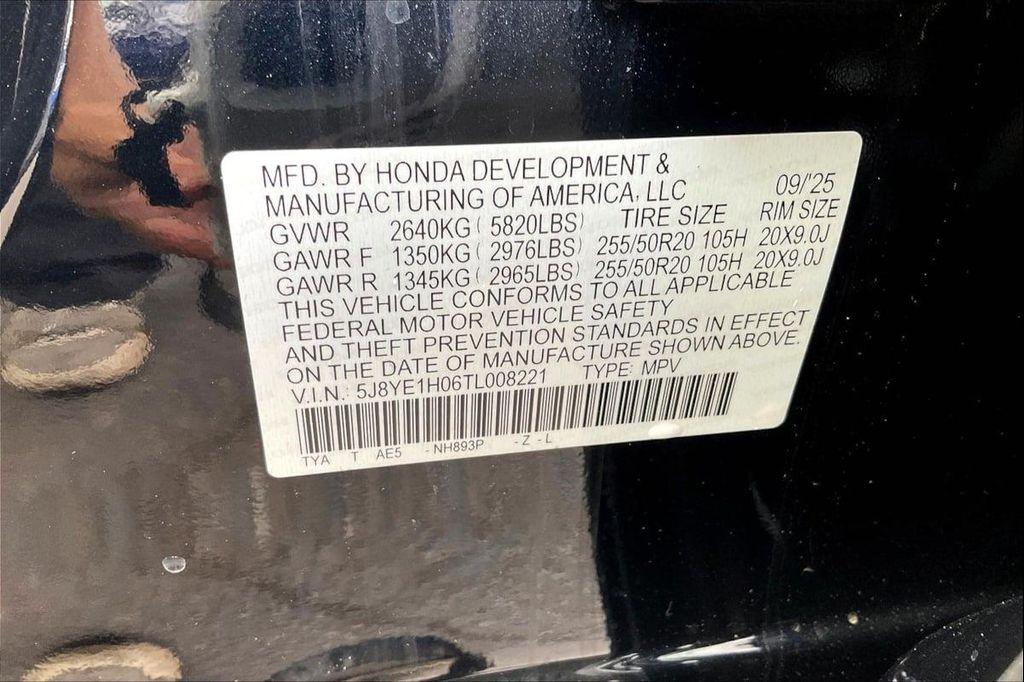 MFD. BY HONDA DEVELOPMENT &
MANUFACTURING OF AMERICA, LLC 09/'25
GVWR 2640KG ( 5820LBS) TIRE SIZE RIM SIZE
GAWR F 1350KG ( 2976LBS) 255/50R20 105H 20X9.0J
GAWR R 1345KG ( 2965LBS) 255/50R20 105H 20X9.0J
THIS VEHICLE CONFORMS TO ALL APPLICABLE
FEDERAL MOTOR VEHICLE SAFETY
AND THEFT PREVENTION STANDARDS IN EFFECT
ON THE DATE OF MANUFACTURE SHOWN ABOVE.
V.I.N.: 5J8YE1H06TL008221 TYPE: MPV
TYA T AE5 -NH893P -Z-L